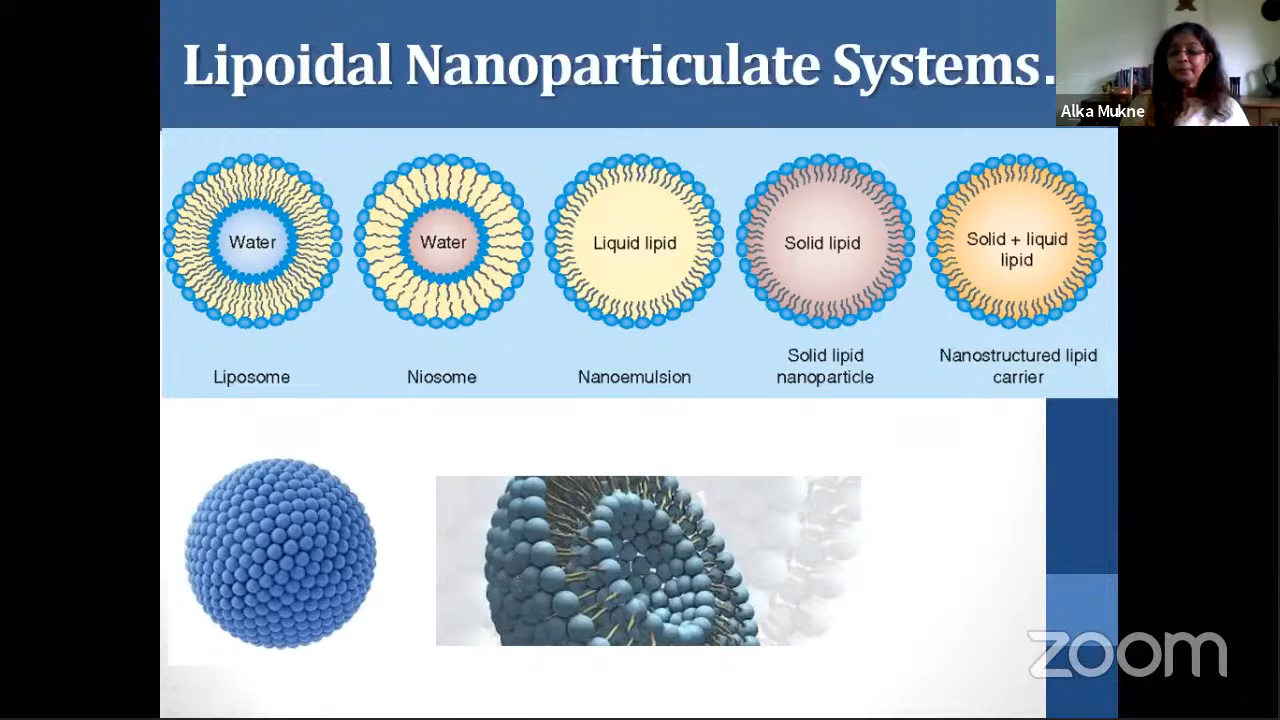 Lipoidal Nanoparticulate Systems.
Alka Mukne
Water
Water
Liquid lipid
Solid lipid
Solid + liquid
lipid
Liposome
Niosome
Nanoemulsion
Solid lipid
nanoparticle
Nanostructured lipid
carrier
zoom